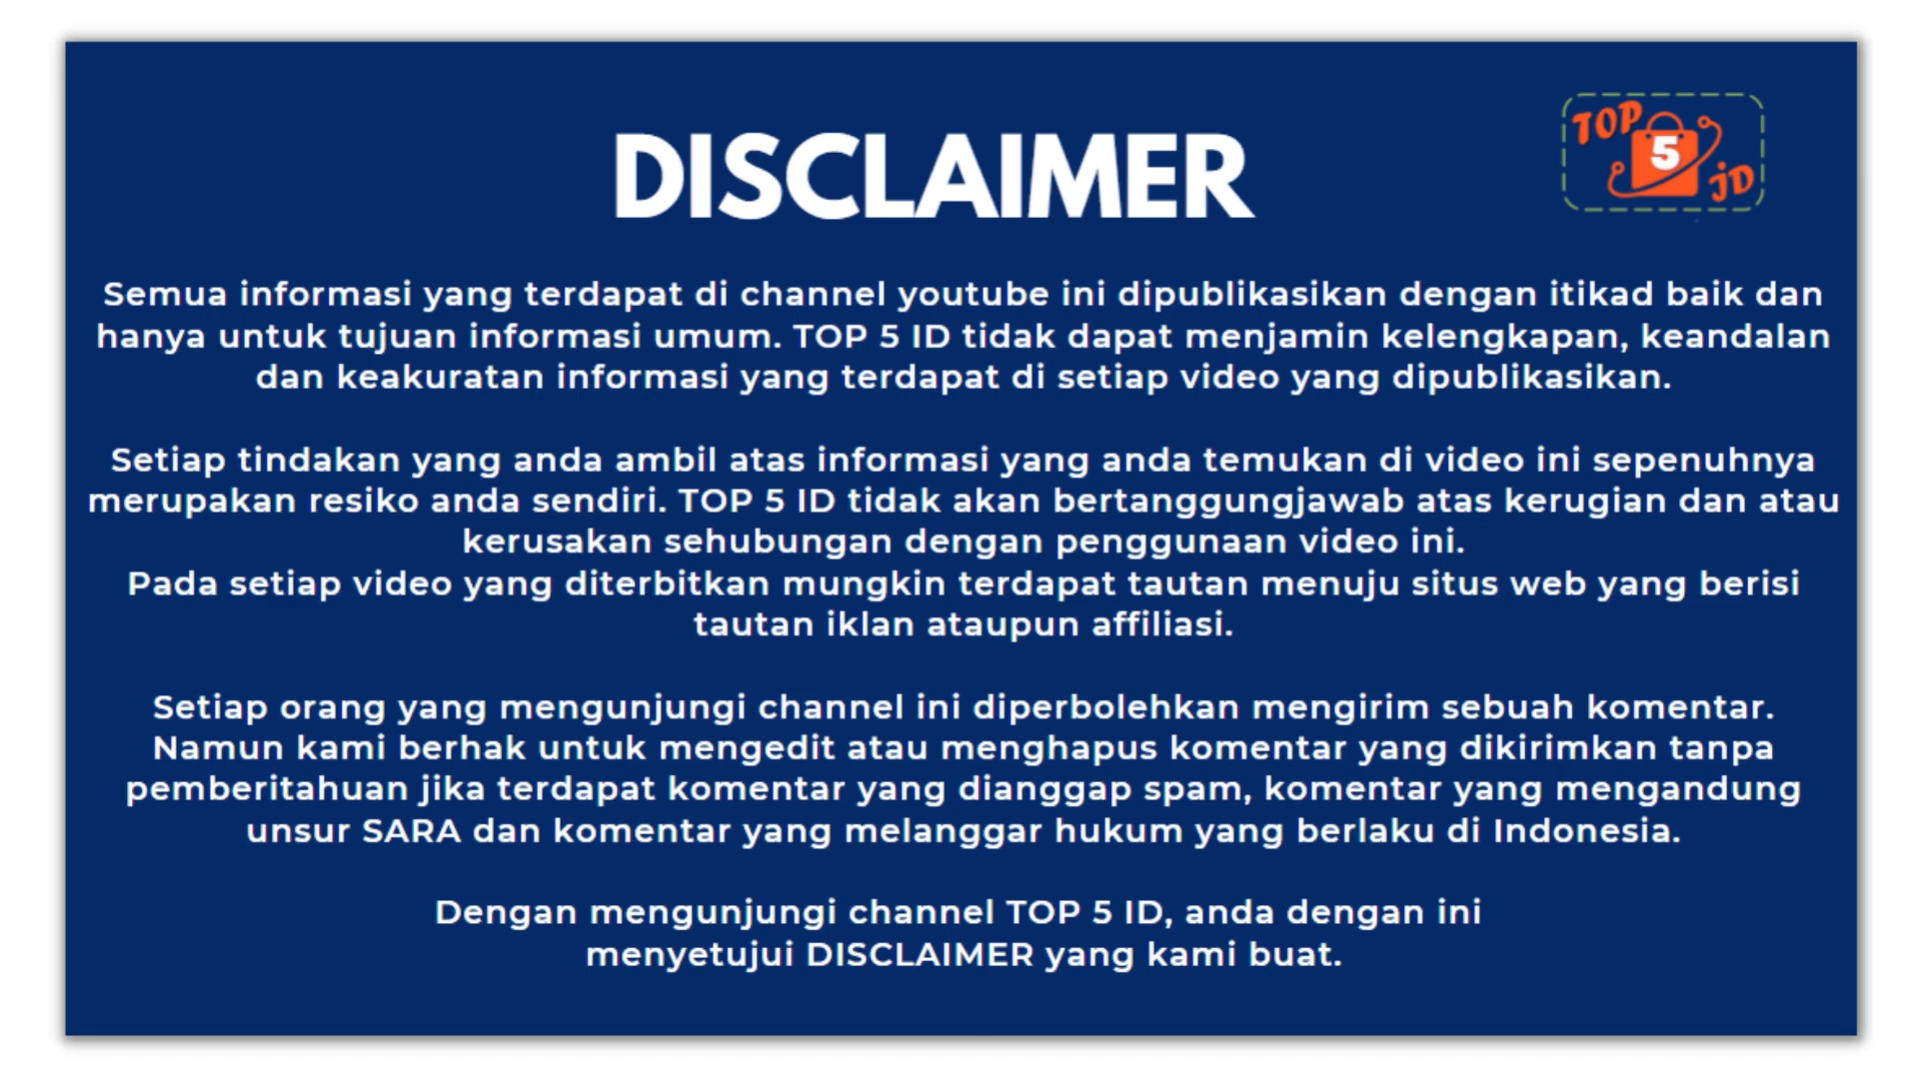 DISCLAIMER
TOP
5
ID
Semua informasi yang terdapat di channel youtube ini dipublikasikan dengan itikad baik dan
hanya untuk tujuan informasi umum. TOP 5 ID tidak dapat menjamin kelengkapan, keandalan
dan keakuratan informasi yang terdapat di setiap video yang dipublikasikan.
Setiap tindakan yang anda ambil atas informasi yang anda temukan di video ini sepenuhnya
merupakan resiko anda sendiri. TOP 5 ID tidak akan bertanggungjawab atas kerugian dan atau
kerusakan sehubungan dengan penggunaan video ini.
Pada setiap video yang diterbitkan mungkin terdapat tautan menuju situs web yang berisi
tautan iklan ataupun affiliasi.
Setiap orang yang mengunjungi channel ini diperbolehkan mengirim sebuah komentar.
Namun kami berhak untuk mengedit atau menghapus komentar yang dikirimkan tanpa
pemberitahuan jika terdapat komentar yang dianggap spam, komentar yang mengandung
unsur SARA dan komentar yang melanggar hukum yang berlaku di Indonesia.
Dengan mengunjungi channel TOP 5 ID, anda dengan ini
menyetujui DISCLAIMER yang kami buat.